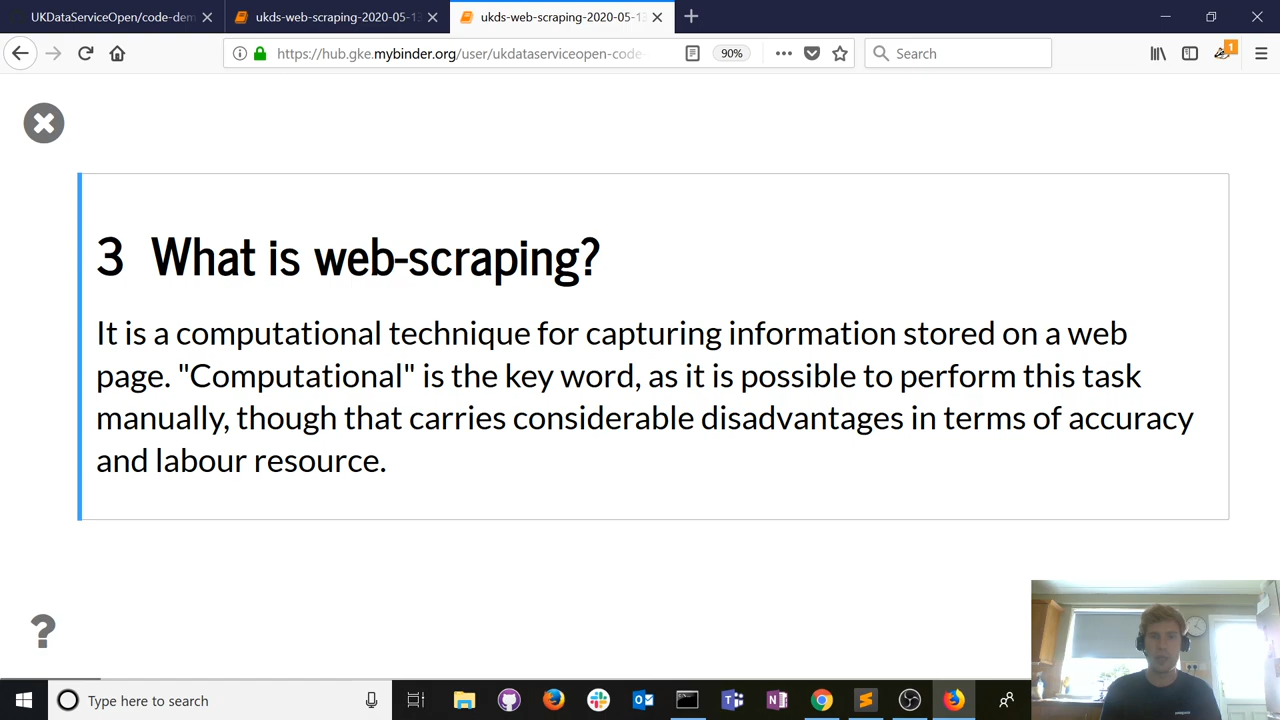 UKDataServiceOpen/code-dem
ukds-web-scraping-2020-05-13
ukds-web-scraping-2020-05-13
https://hub.gke.mybinder.org/user/ukdataserviceopen-code-
90%
Search
1
3 What is web-scraping?
It is a computational technique for capturing information stored on a web
page. "Computational" is the key word, as it is possible to perform this task
manually, though that carries considerable disadvantages in terms of accuracy
and labour resource.
?
Type here to search